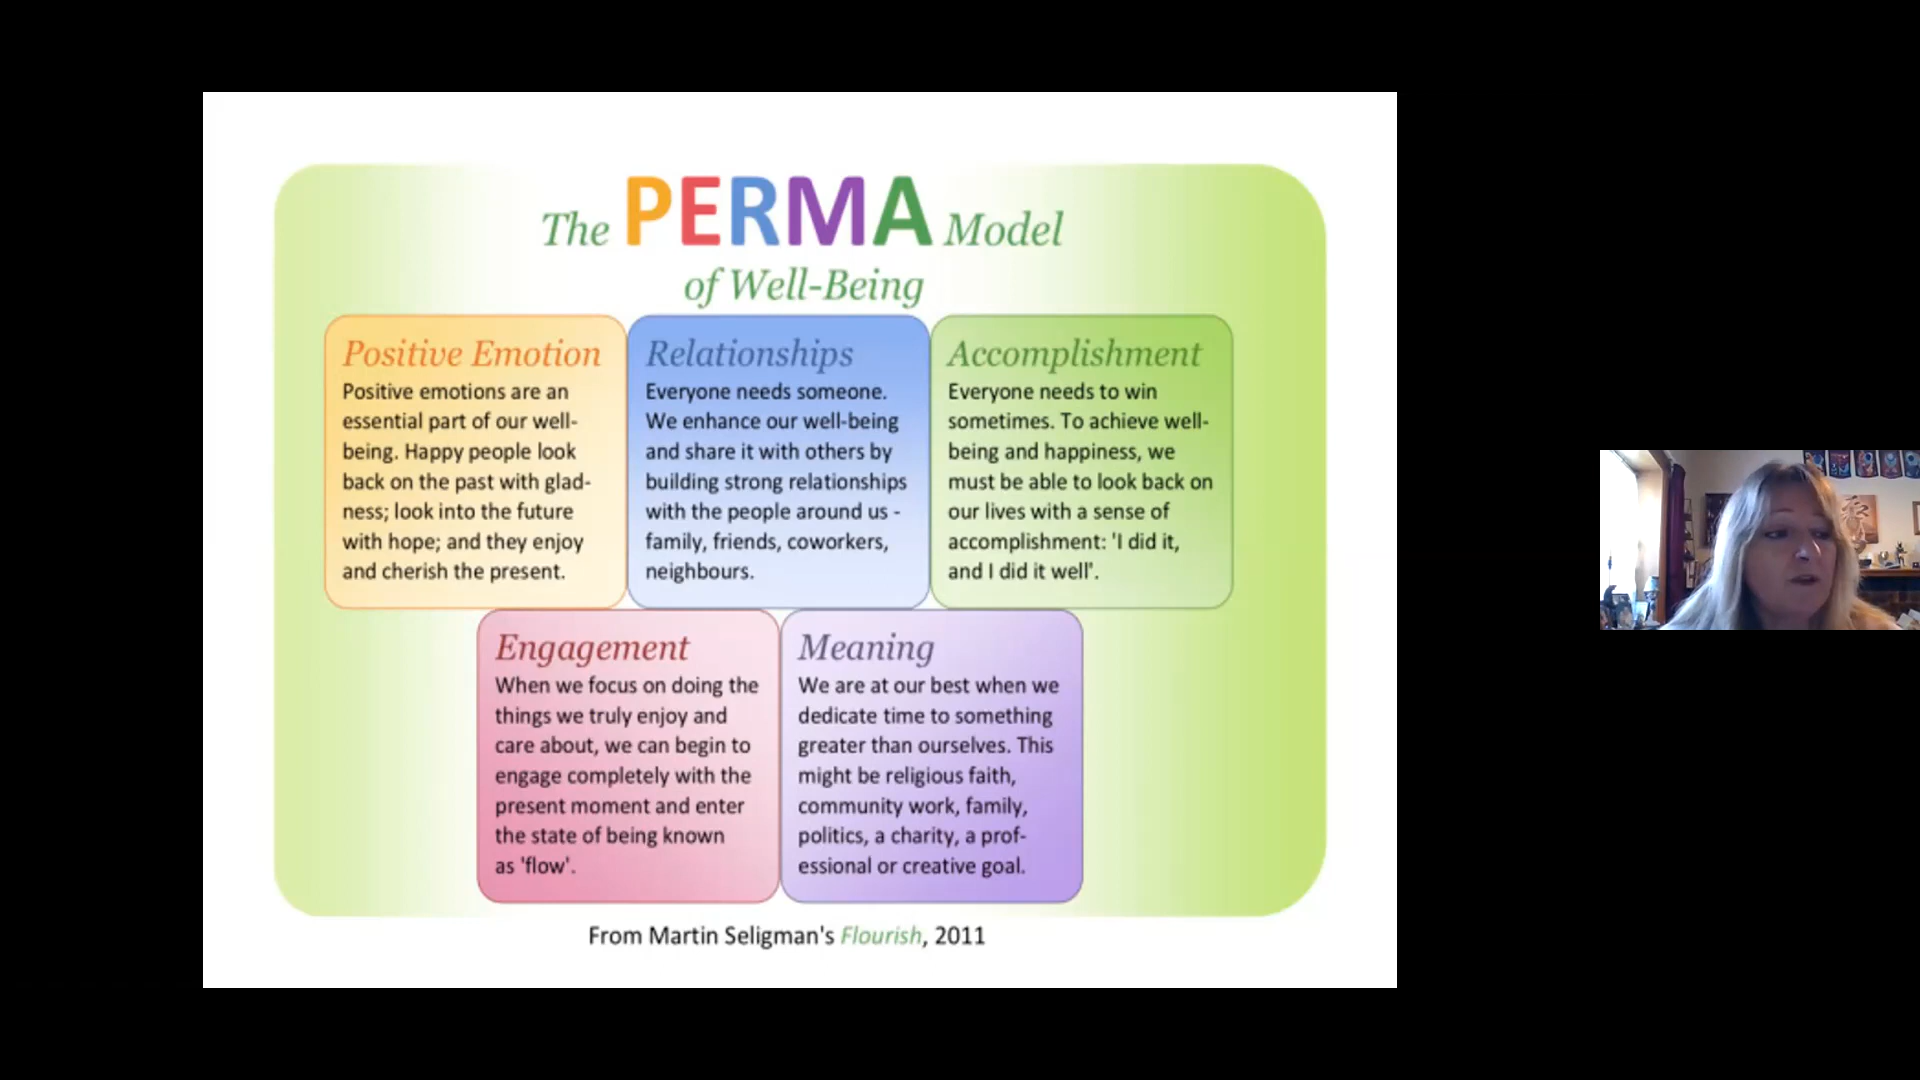 The PERMA Model
of Well-Being
Positive Emotion
Positive emotions are an
essential part of our well-
being. Happy people look
back on the past with glad-
ness; look into the future
with hope; and they enjoy
and cherish the present.
Relationships
Everyone needs someone.
We enhance our well-being
and share it with others by
building strong relationships
with the people around us -
family, friends, coworkers,
neighbours.
Accomplishment
Everyone needs to win
sometimes. To achieve well-
being and happiness, we
must be able to look back on
our lives with a sense of
accomplishment: 'I did it,
and I did it well'.
Engagement
When we focus on doing the
things we truly enjoy and
care about, we can begin to
engage completely with the
present moment and enter
the state of being known
as 'flow'.
Meaning
We are at our best when we
dedicate time to something
greater than ourselves. This
might be religious faith,
community work, family,
politics, a charity, a prof-
essional or creative goal.
From Martin Seligman's Flourish, 2011